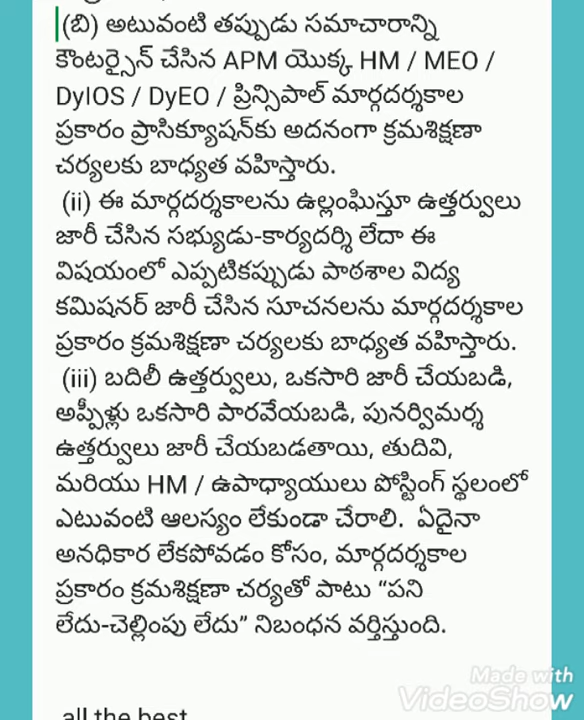 (బి) అటువంటి తప్పుడు సమాచారాన్ని
కౌంటర్సైన్ చేసిన APM యొక్క HM / MEO /
DyIOS / DyEO / ప్రిన్సిపాల్ మార్గదర్శకాల
ప్రకారం ప్రాసిక్యూషన్‌కు అదనంగా క్రమశిక్షణా
చర్యలకు బాధ్యత వహిస్తారు.
(ii) ఈ మార్గదర్శకాలను ఉల్లంఘిస్తూ ఉత్తర్వులు
జారీ చేసిన సభ్యుడు-కార్యదర్శి లేదా ఈ
విషయంలో ఎప్పటికప్పుడు పాఠశాల విద్య
కమిషనర్ జారీ చేసిన సూచనలను మార్గదర్శకాల
ప్రకారం క్రమశిక్షణా చర్యలకు బాధ్యత వహిస్తారు.
(iii) బదిలీ ఉత్తర్వులు, ఒకసారి జారీ చేయబడి,
అప్పీళ్లు ఒకసారి పారవేయబడి, పునర్విమర్శ
ఉత్తర్వులు జారీ చేయబడతాయి, తుదివి,
మరియు HM / ఉపాధ్యాయులు పోస్టింగ్ స్థలంలో
ఎటువంటి ఆలస్యం లేకుండా చేరాలి. ఏదైనా
అనధికార లేకపోవడం కోసం, మార్గదర్శకాల
ప్రకారం క్రమశిక్షణా చర్యతో పాటు “పని
లేదు-చెల్లింపు లేదు” నిబంధన వర్తిస్తుంది.
all the best
Made with
VideoShow